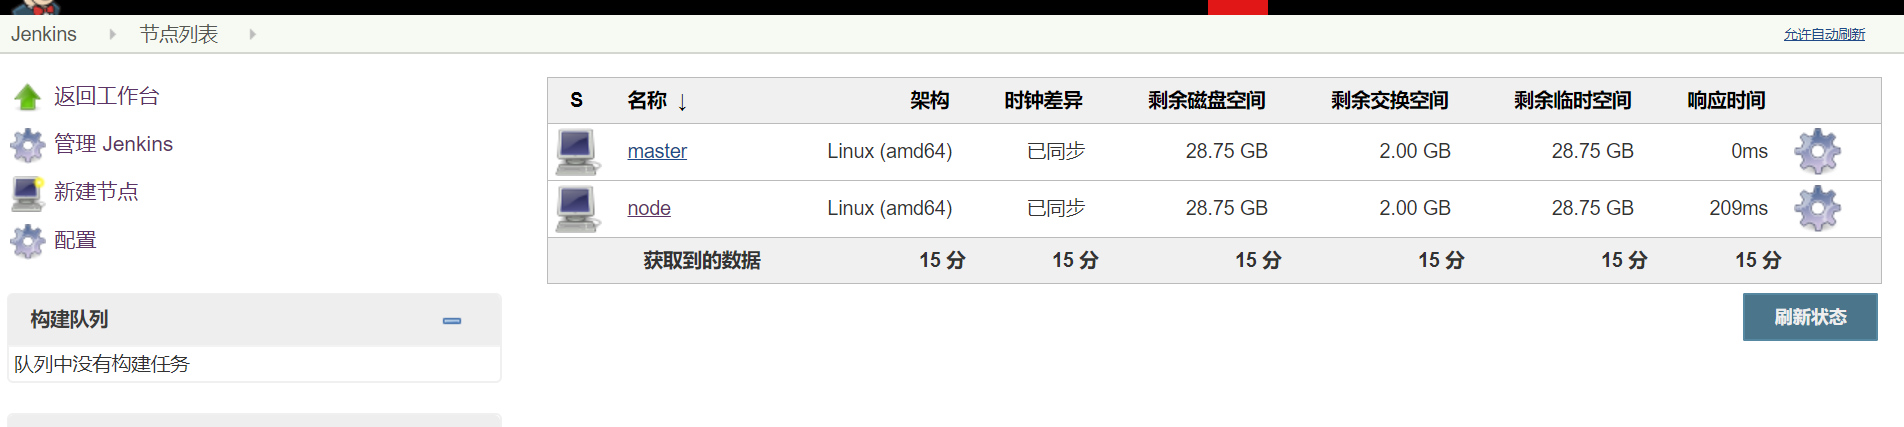 Jenkins 节点列表 允许自动刷新
返回工作台
管理 Jenkins
新建节点
配置
构建队列
队列中没有构建任务
S 名称 ↓ 架构 时钟差异 剩余磁盘空间 剩余交换空间 剩余临时空间 响应时间
master Linux (amd64) 已同步 28.75 GB 2.00 GB 28.75 GB 0ms
node Linux (amd64) 已同步 28.75 GB 2.00 GB 28.75 GB 209ms
获取到的数据 15 分 15 分 15 分 15 分 15 分 15 分
刷新状态